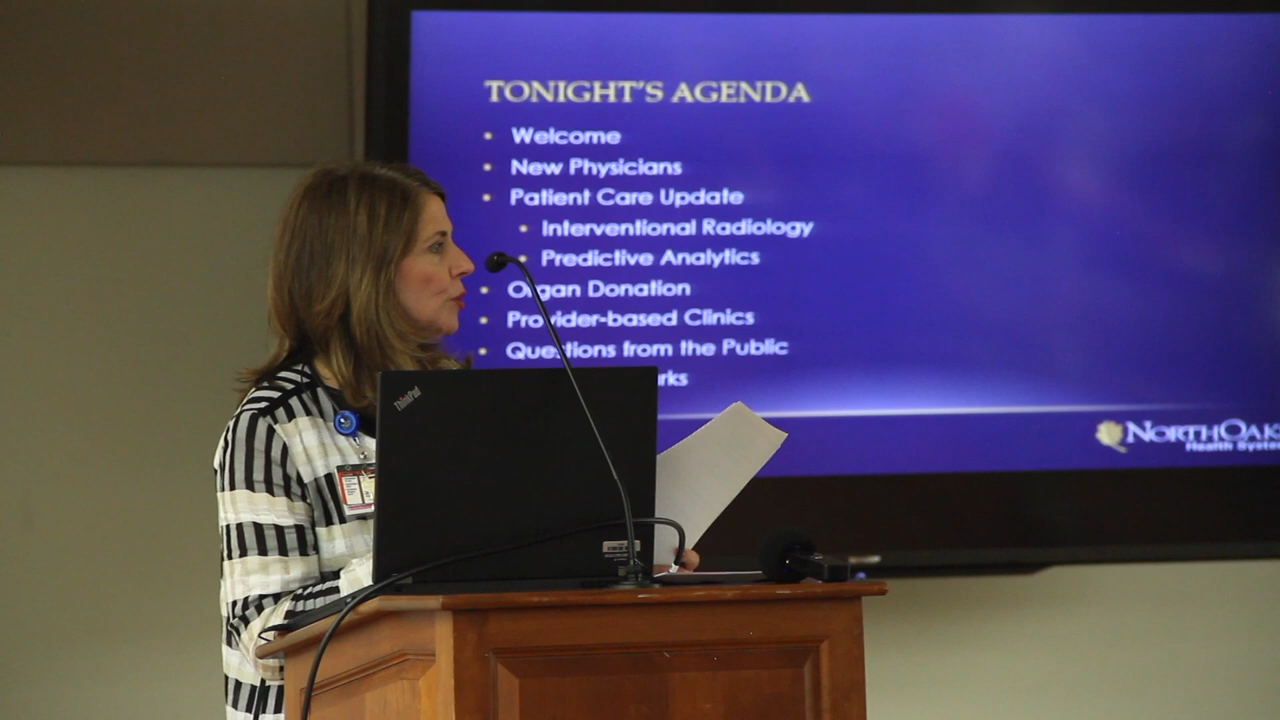 TONIGHT'S AGENDA
• Welcome
• New Physicians
• Patient Care Update
• Interventional Radiology
• Predictive Analytics
• Organ Donation
• Provider-based Clinics
• Questions from the Public
NORTHOAKS
Health System
ThinkPad